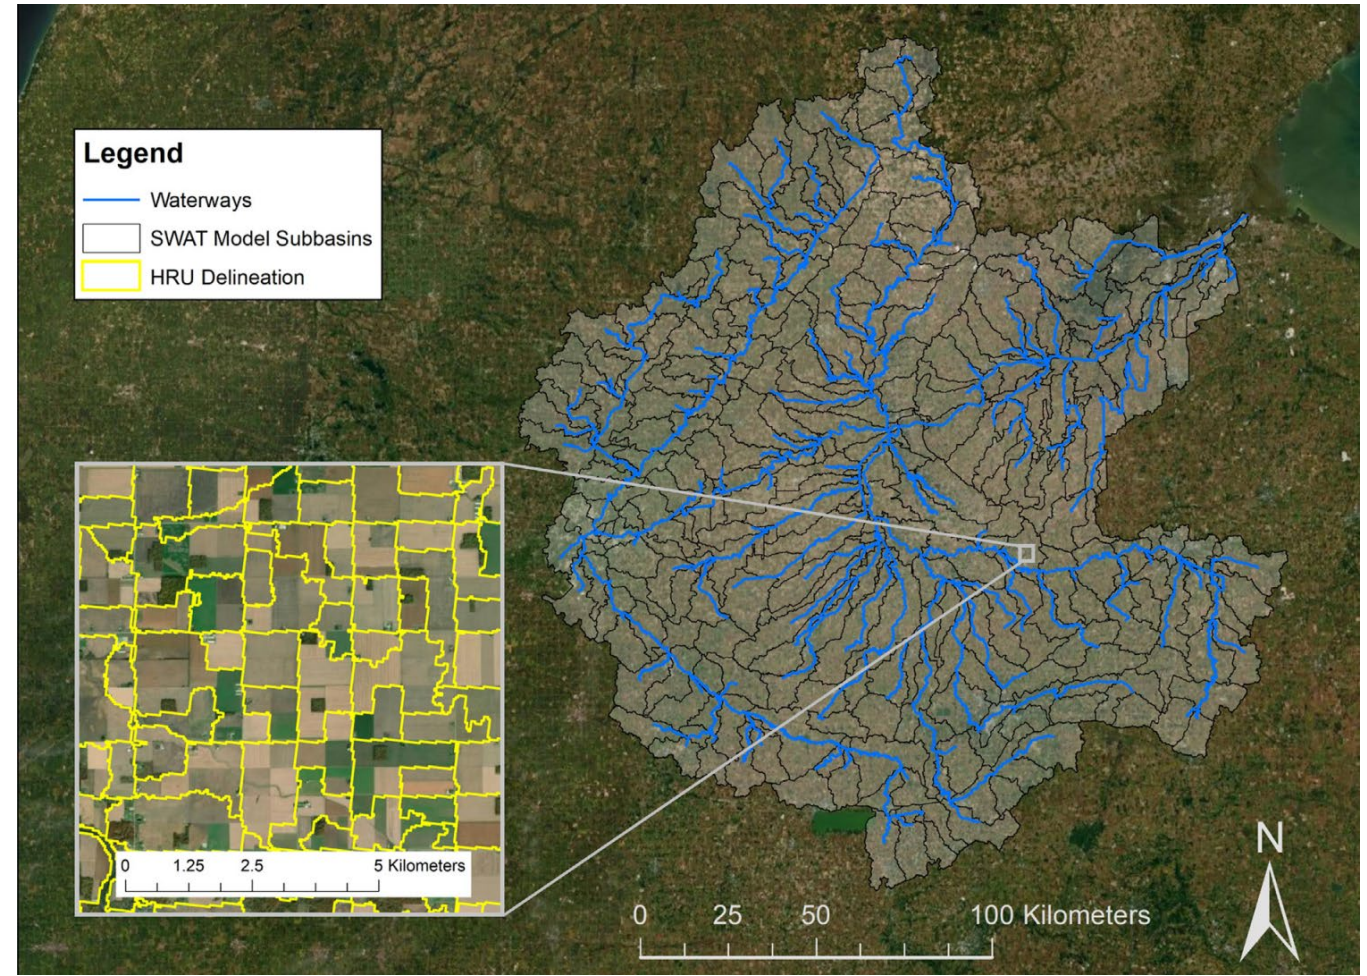 Legend
Waterways
SWAT Model Subbasins
HRU Delineation
0 1.25 2.5 5 Kilometers
N
0 25 50 100 Kilometers